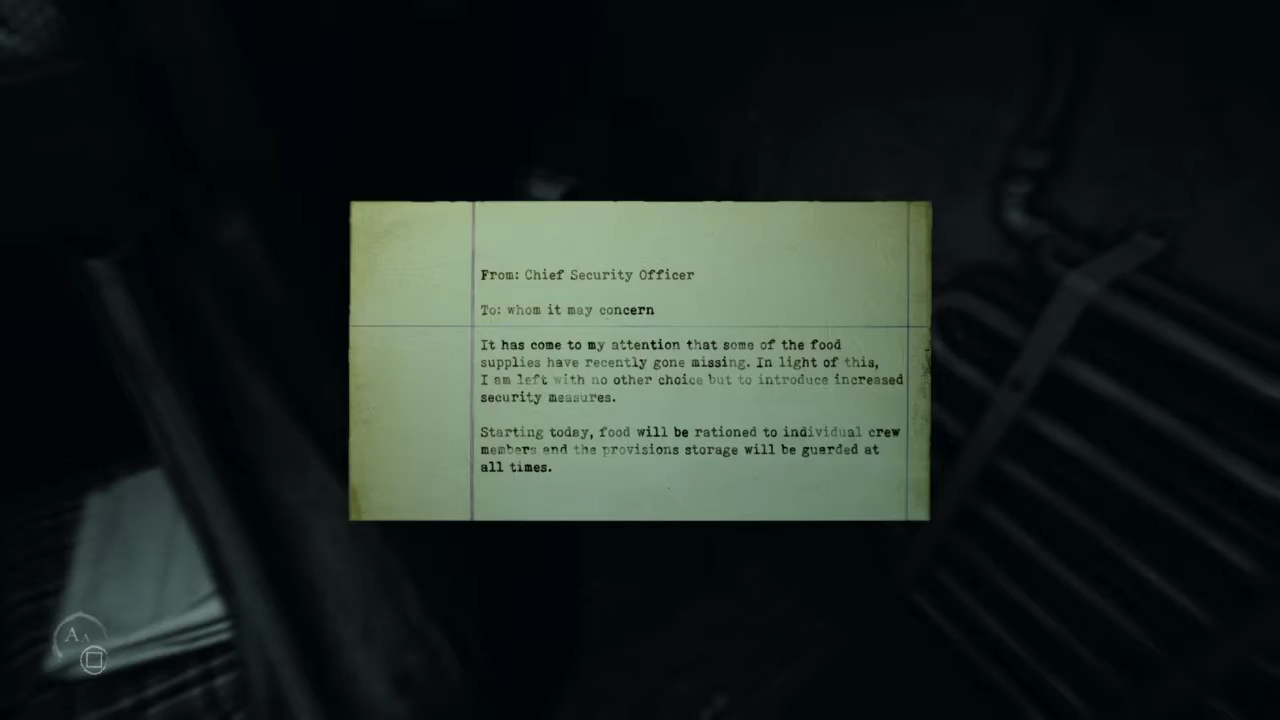 From: Chief Security Officer
To: whom it may concern
It has come to my attention that some of the food
supplies have recently gone missing. In light of this,
I am left with no other choice but to introduce increased
security measures.
Starting today, food will be rationed to individual crew
members and the provisions storage will be guarded at
all times.
A A